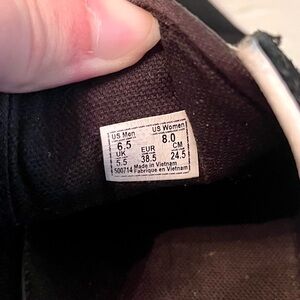 US Men US Women
6.5 8.0
UK EUR CM
5.5 38.5 24.5
500714 Made in Vietnam
Fabrique en Vietnam